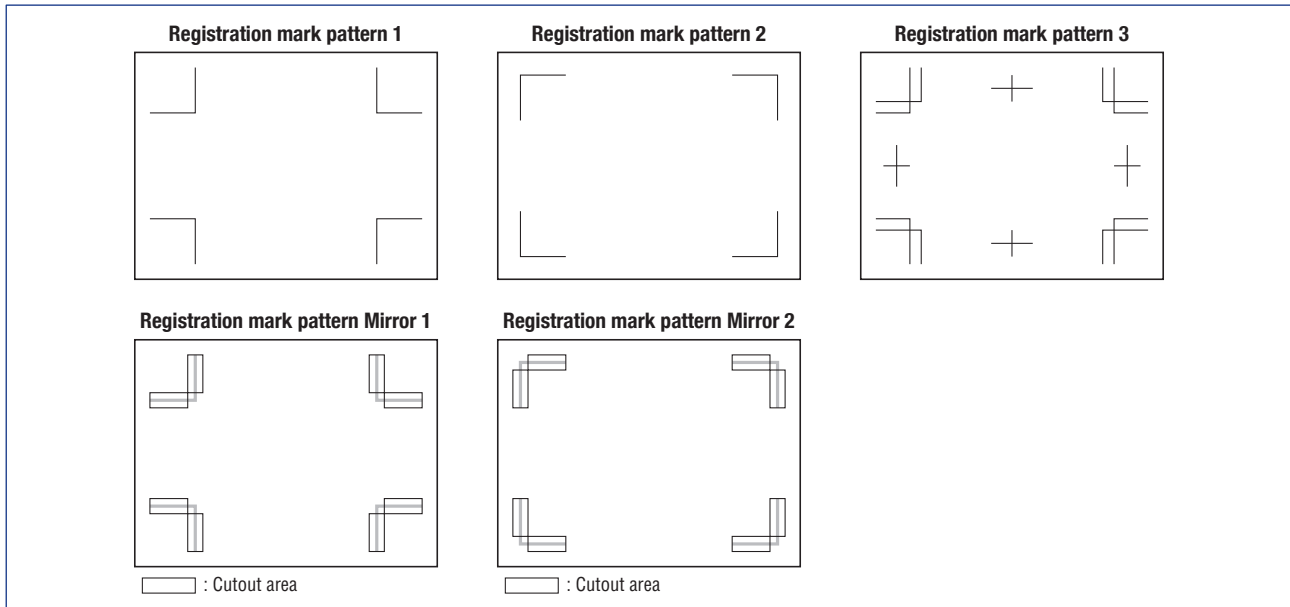 Registration mark pattern 1
Registration mark pattern 2
Registration mark pattern 3
Registration mark pattern Mirror 1
Registration mark pattern Mirror 2
: Cutout area
: Cutout area